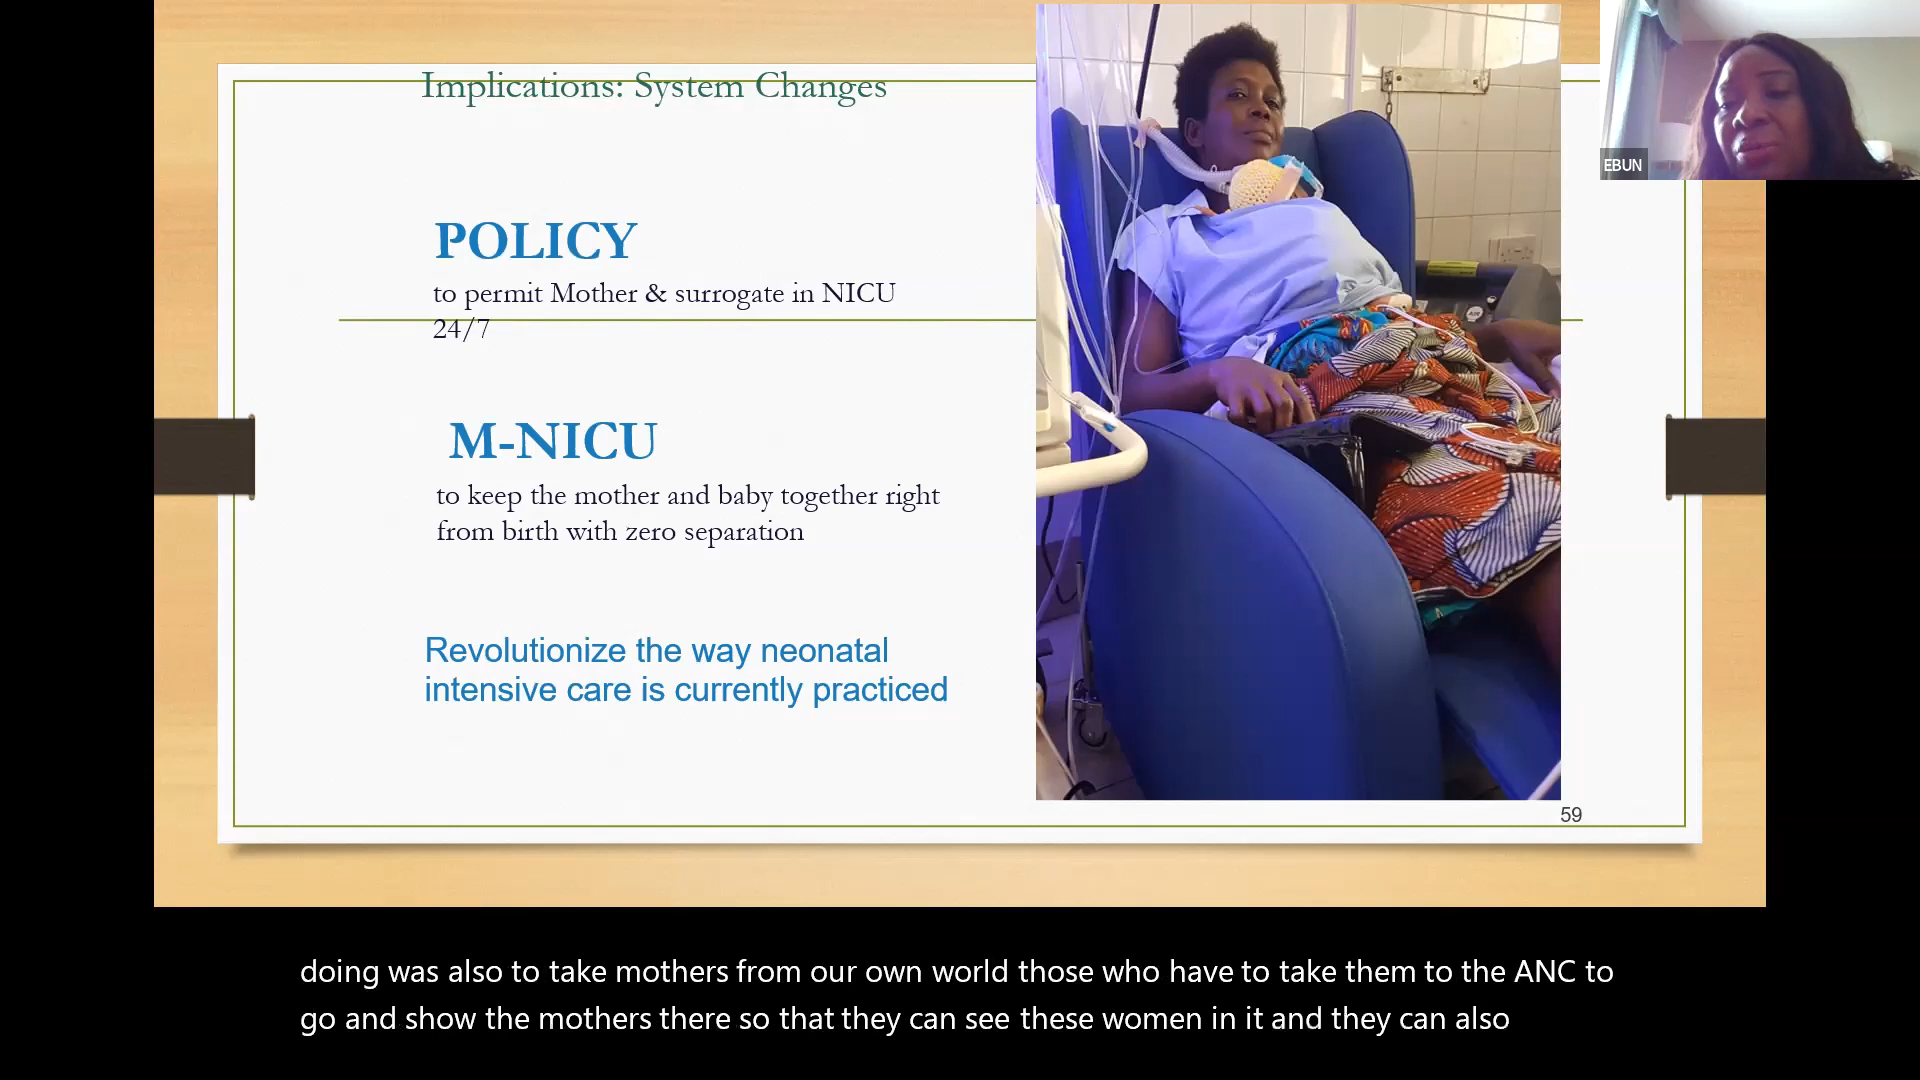 Implications: System Changes
EBUN
POLICY
to permit Mother & surrogate in NICU
24/7
M-NICU
to keep the mother and baby together right
from birth with zero separation
Revolutionize the way neonatal
intensive care is currently practiced
59
doing was also to take mothers from our own world those who have to take them to the ANC to
go and show the mothers there so that they can see these women in it and they can also